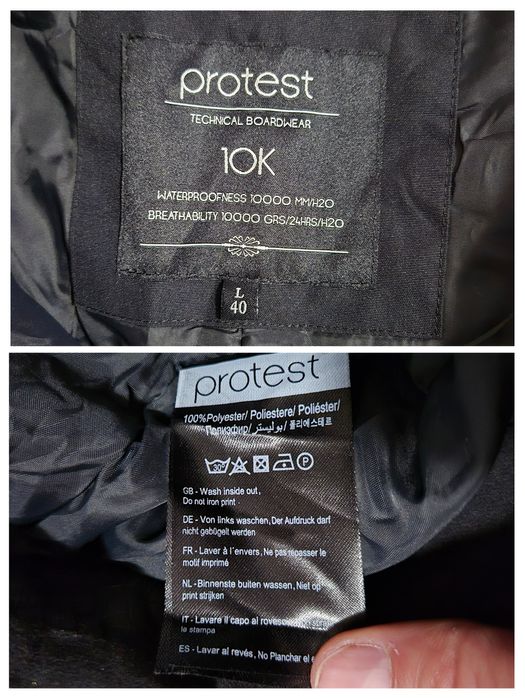 protest
TECHNICAL BOARDWEAR
10K
WATERPROOFNESS 10000 MM/H2O
BREATHABILITY 10000 GRS/24HRS/H2O
L
40
protest
100%Polyester/ Poliestere/ Poliéster/
Полиэфир/ بوليستر/ 폴리에스테르
30°
P
GB - Wash inside out,
Do not iron print
DE - Von links waschen, Der Aufdruck darf
nicht gebügelt werden
FR - Laver à l'envers, Ne pas repasser le
motif imprimé
NL - Binnenste buiten wassen, Niet op
print strijken
IT - Lavare il capo al rovescio
la stampa
ES - Lavar al revés, No Planchar el